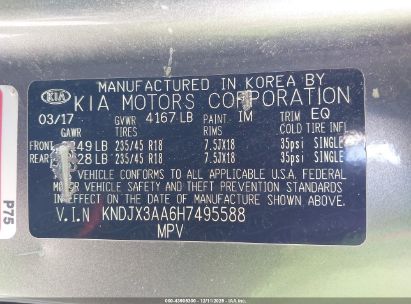 MANUFACTURED IN KOREA BY
KIA KIA MOTORS CORPORATION
03/17 GVWR 4167 LB PAINT IM TRIM EQ
GAWR TIRES RIMS COLD TIRE INFL
FRONT 49 LB 235/45 R18 7.5JX18 35psi SINGLE
REAR 28 LB 235/45 R18 7.5JX18 35psi SINGLE
VEHICLE CONFORMS TO ALL APPLICABLE U.S.A. FEDERAL
MOTOR VEHICLE SAFETY AND THEFT PREVENTION STANDARDS
IN EFFECT ON THE DATE OF MANUFACTURE SHOWN ABOVE.
V.I.N KNDJX3AA6H7495588
MPV
P75